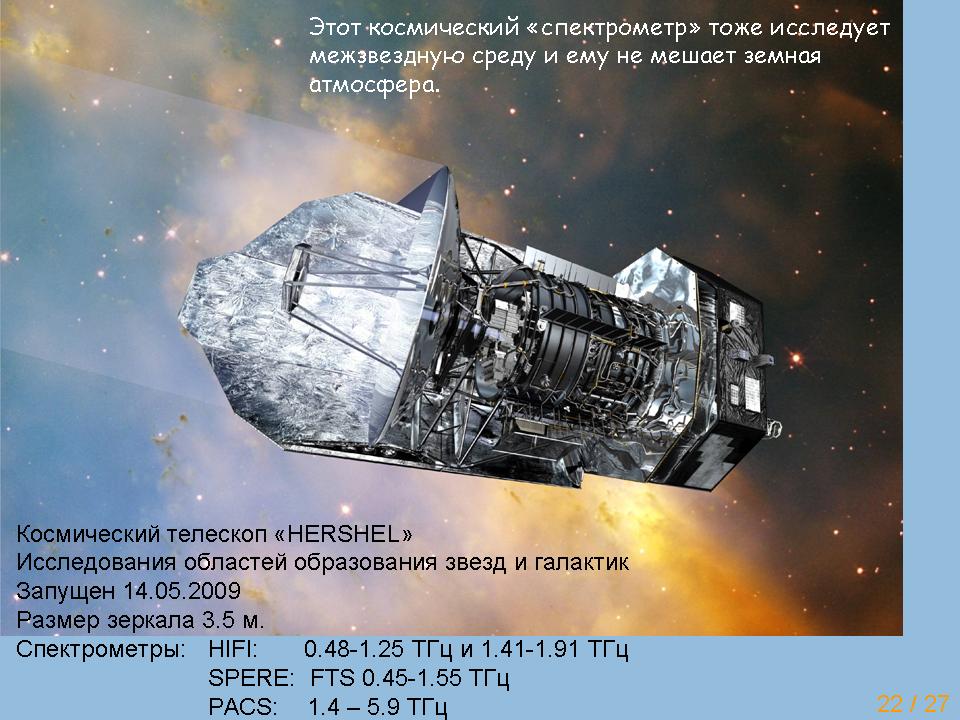 Этот космический «спектрометр» тоже исследует
межзвездную среду и ему не мешает земная
атмосфера.
Космический телескоп «HERSHEL»
Исследования областей образования звезд и галактик
Запущен 14.05.2009
Размер зеркала 3.5 м.
Спектрометры: HIFI: 0.48-1.25 ТГц и 1.41-1.91 ТГц
SPERE: FTS 0.45-1.55 ТГц
PACS: 1.4 – 5.9 ТГц
22 / 27